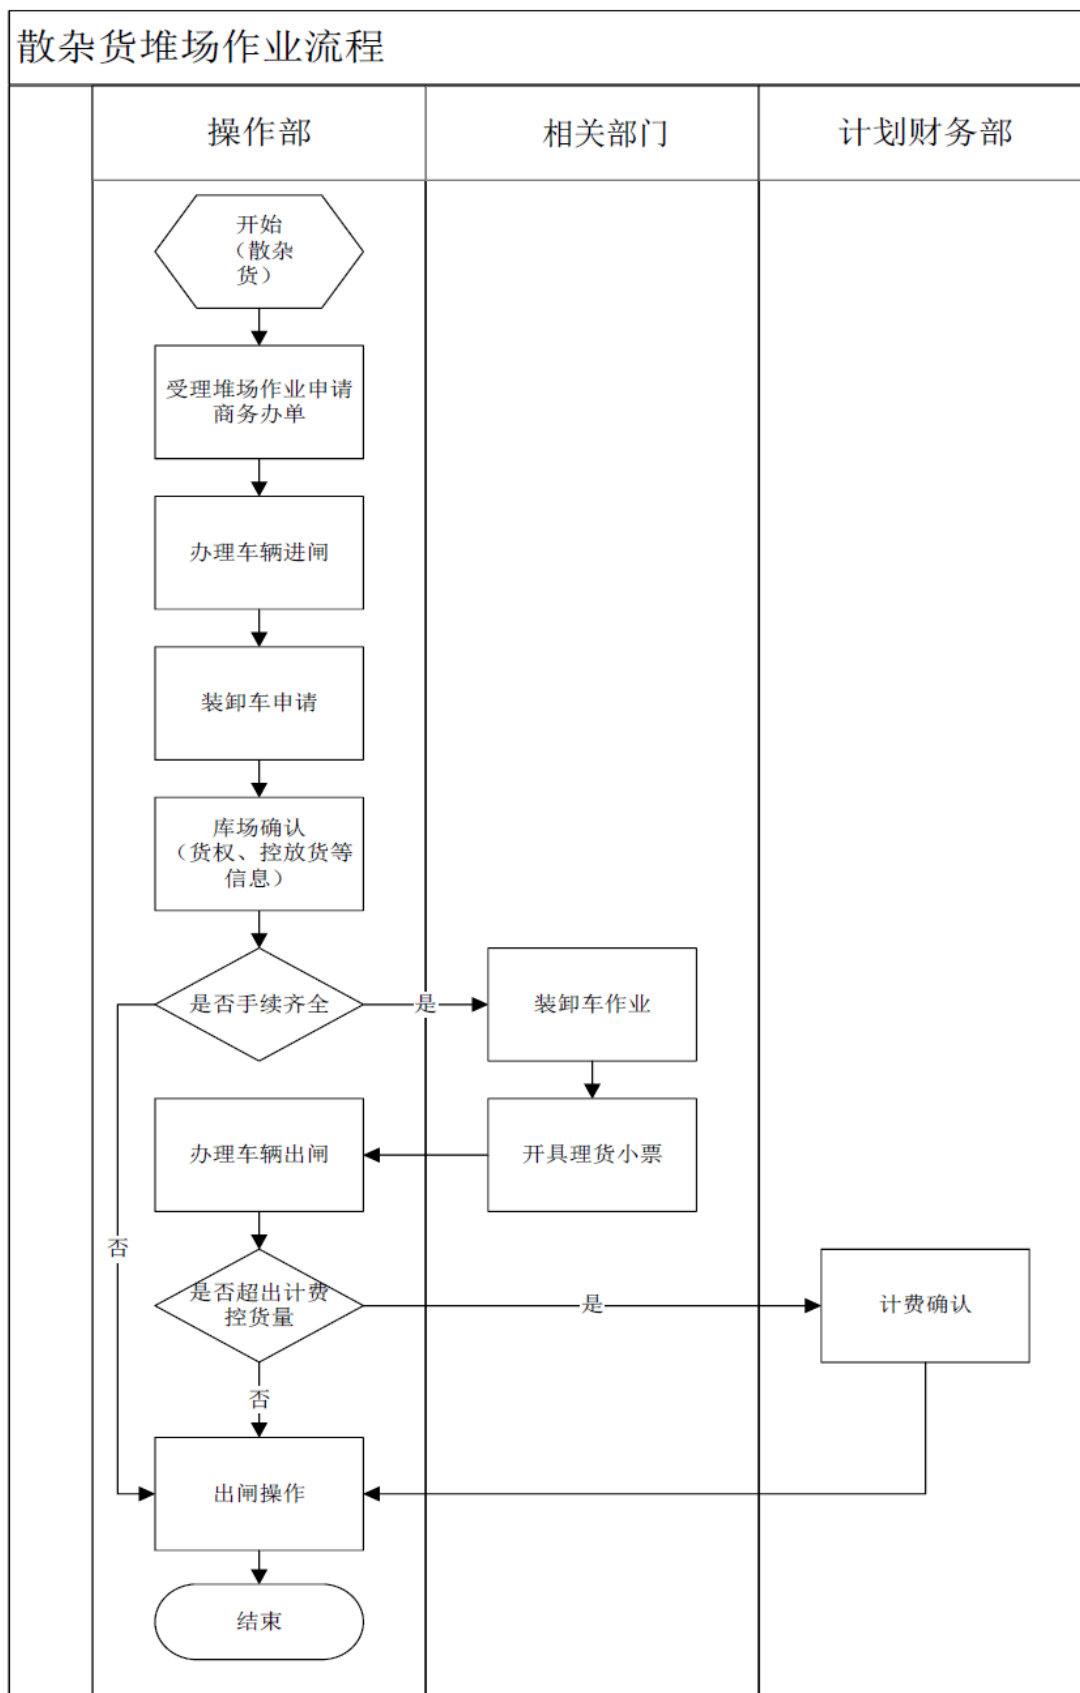 散杂货堆场作业流程
操作部
相关部门
计划财务部
开始
（散杂
货）
受理堆场作业申请
商务办单
办理车辆进闸
装卸车申请
库场确认
（货权、控放货等
信息）
是否手续齐全
是
装卸车作业
办理车辆出闸
开具理货小票
否
是否超出计费
控货量
是
计费确认
否
出闸操作
结束